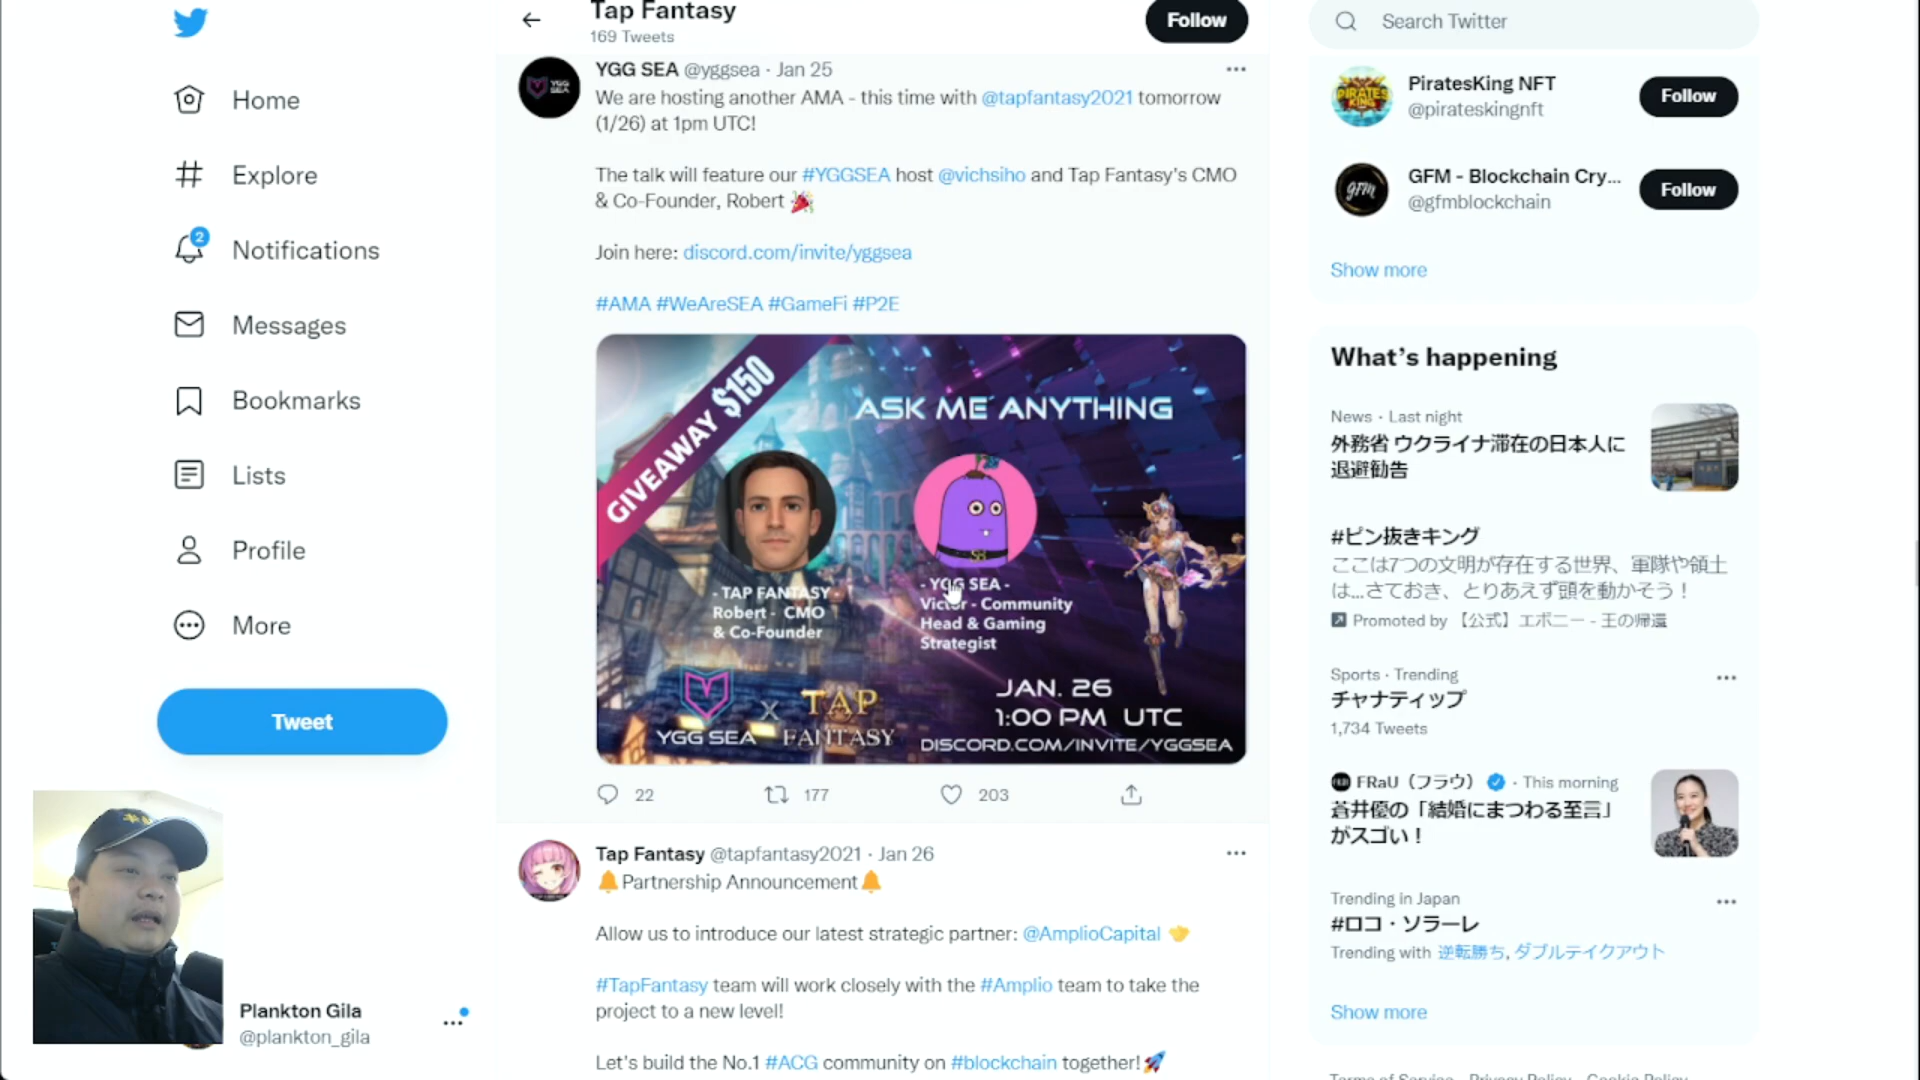 Home
Explore
2
Notifications
Messages
Bookmarks
Lists
Profile
More
Tweet
Plankton Gila
@plankton_gila
Tap Fantasy
169 Tweets
Follow
YGG SEA @yggsea · Jan 25
We are hosting another AMA - this time with @tapfantasy2021 tomorrow
(1/26) at 1pm UTC!
The talk will feature our #YGGSEA host @vichsiho and Tap Fantasy's CMO
& Co-Founder, Robert
Join here: discord.com/invite/yggsea
#AMA #WeAreSEA #GameFi #P2E
GIVEAWAY $150
ASK ME ANYTHING
- TAP FANTASY -
Robert - CMO
& Co-Founder
- YGG SEA -
Victor - Community
Head & Gaming
Strategist
YGG SEA X TAP FANTASY
JAN. 26
1:00 PM UTC
DISCORD.COM/INVITE/YGGSEA
22
177
203
Tap Fantasy @tapfantasy2021 · Jan 26
Partnership Announcement
Allow us to introduce our latest strategic partner: @AmplioCapital
#TapFantasy team will work closely with the #Amplio team to take the
project to a new level!
Let's build the No.1 #ACG community on #blockchain together!
Search Twitter
PiratesKing NFT
@prateskingnft
Follow
GFM - Blockchain Cry...
@gfmblockchain
Follow
Show more
What's happening
News · Last night
外務省 ウクライナ滞在の日本人に
退避勧告
#ピン抜きキング
ここは7つの文明が存在する世界、軍隊や領土
は...さておき、とりあえず頭を動かそう！
Promoted by 【公式】エボニー - 王の帰還
Sports · Trending
チャナティップ
1,734 Tweets
FRaU（フラウ） · This morning
蒼井優の「結婚にまつわる至言」
がスゴい！
Trending in Japan
#ロコ・ソラーレ
Trending with 逆転勝ち, ダブルテイクアウト
Show more
Terms of Service Privacy Policy Cookie Policy